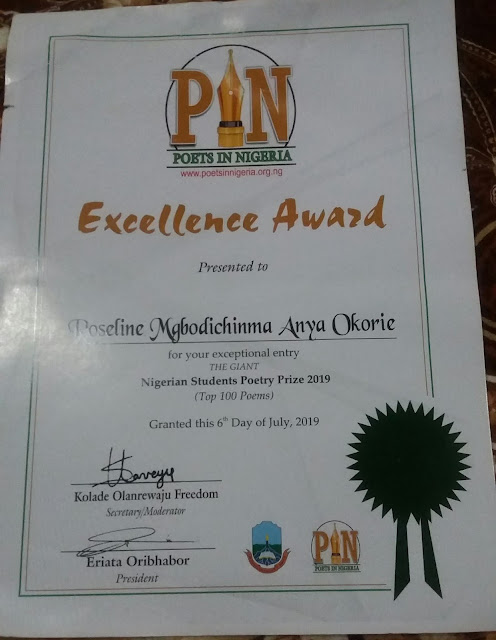 PIN
POETS IN NIGERIA
www.poetsinnigeria.org.ng
Excellence Award
Presented to
Roseline Mgbodichinma Anya Okorie
for your exceptional entry
THE GIANT
Nigerian Students Poetry Prize 2019
(Top 100 Poems)
Granted this 6th Day of July, 2019
Kolade Olanrewaju Freedom
Secretary/Moderator
Eriata Oribhabor
President
PIN
POETS IN NIGERIA